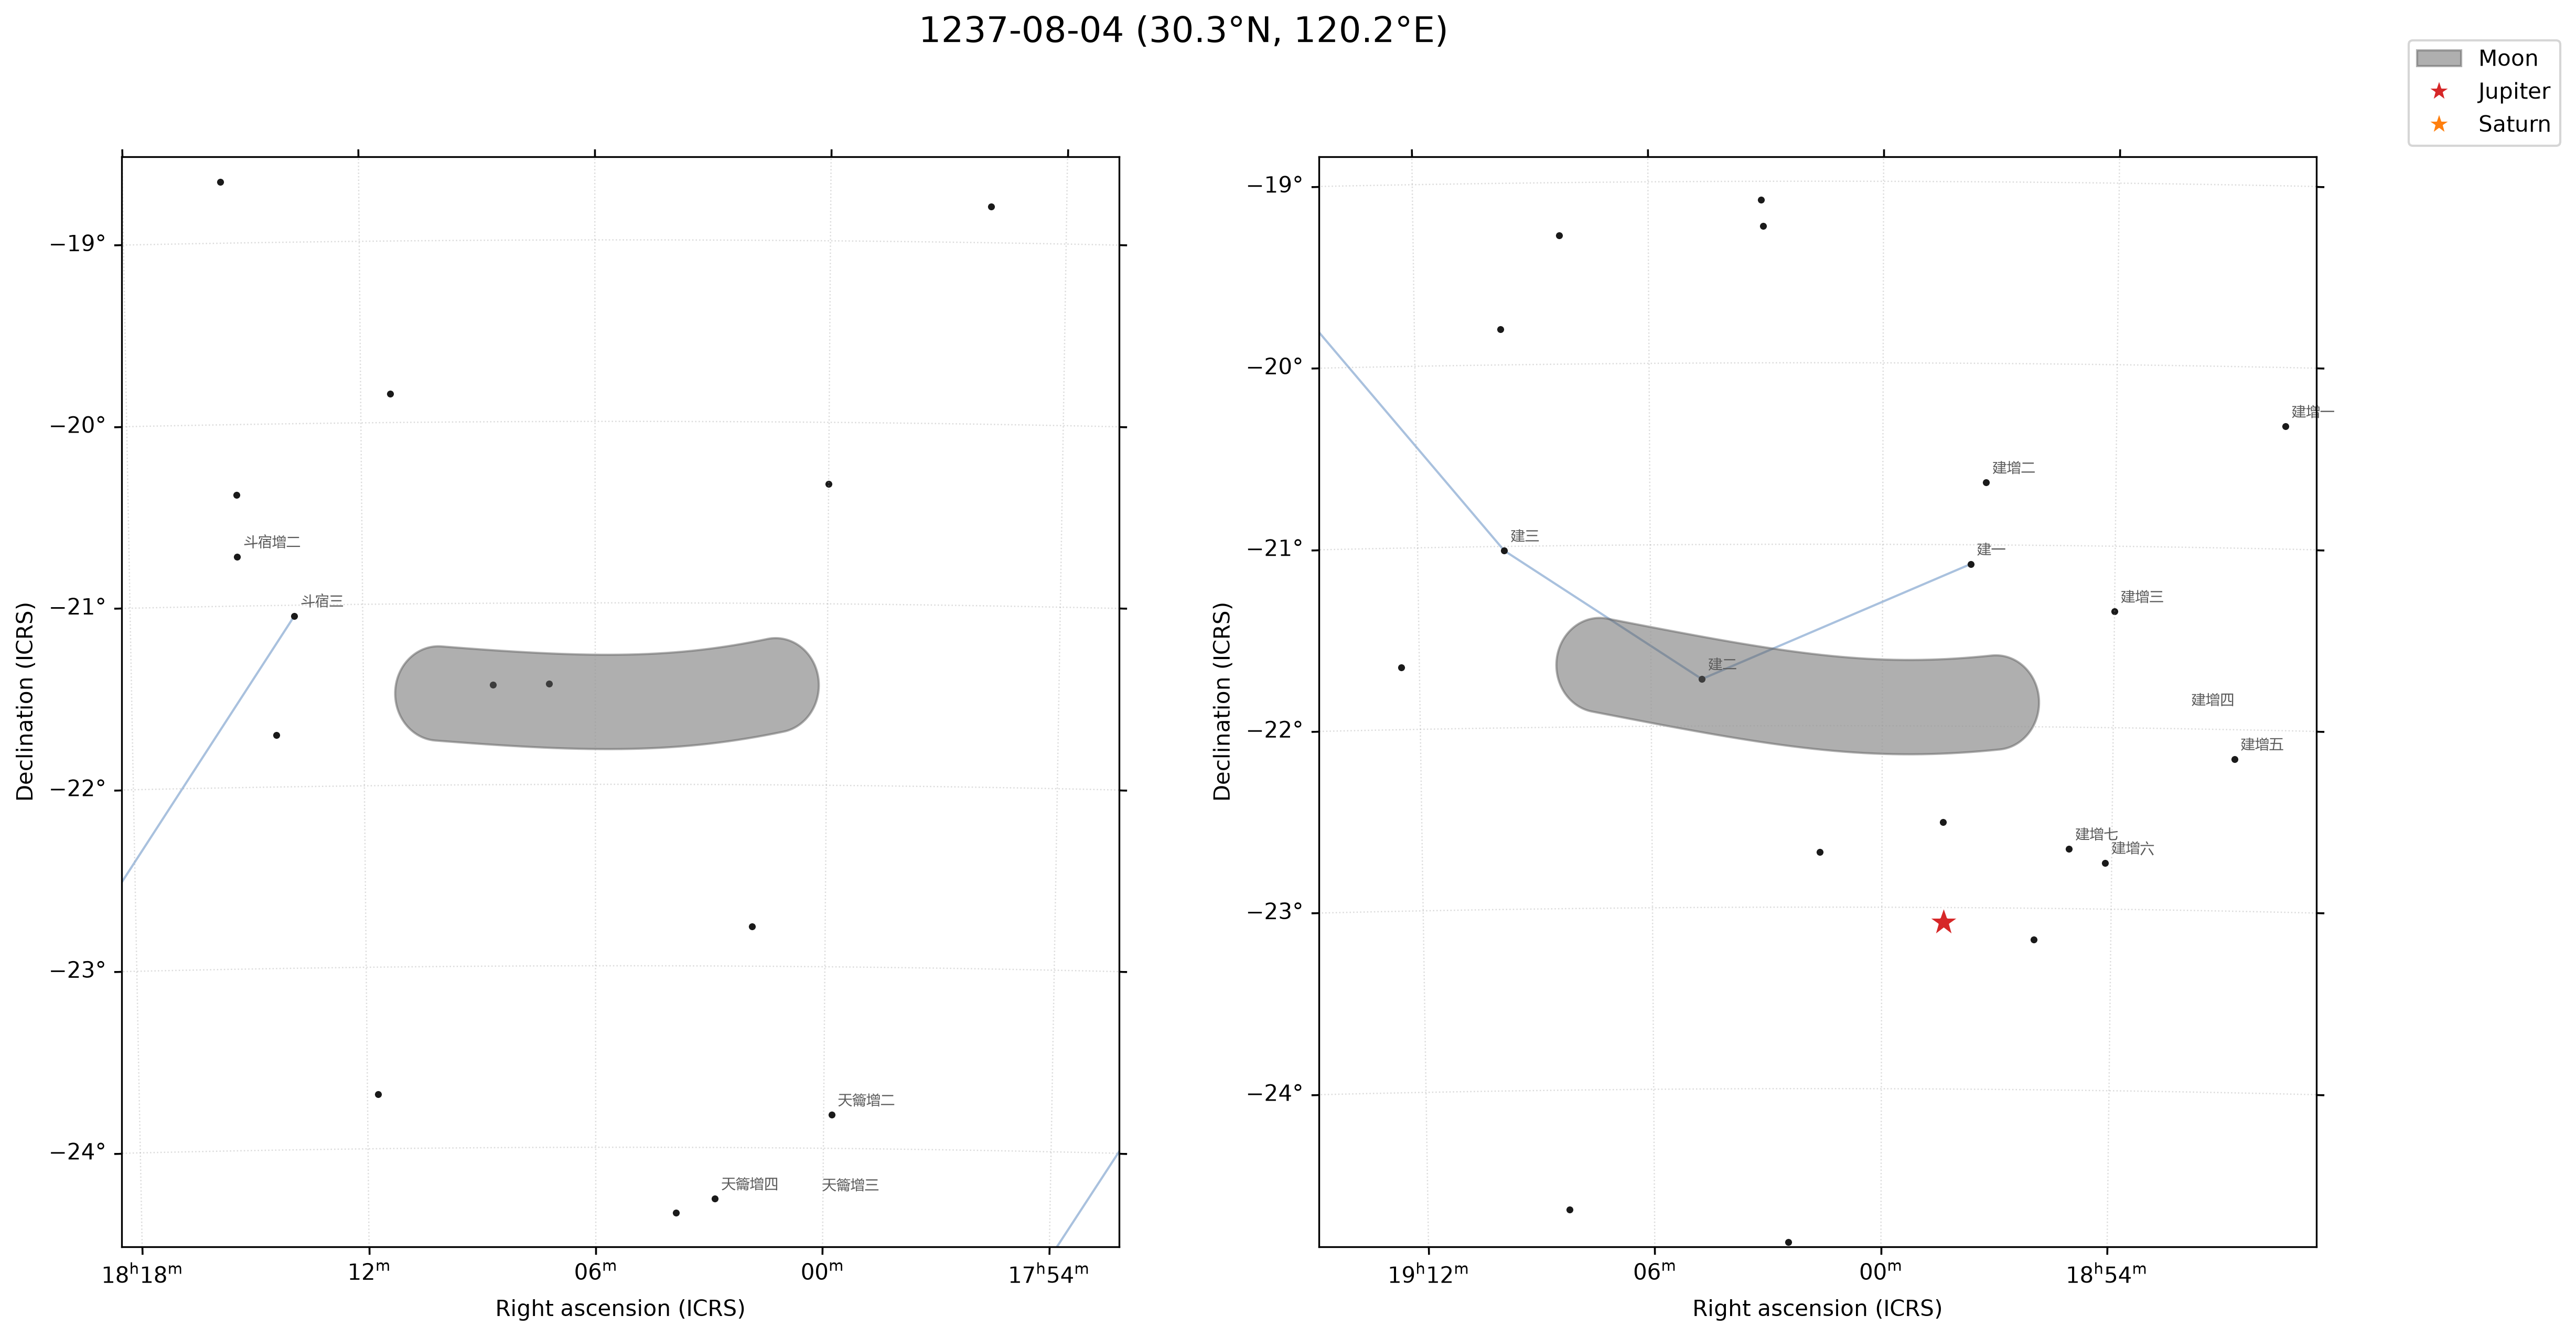 1237-08-04 (30.3°N, 120.2°E)
Moon
Jupiter
Saturn
Declination (ICRS)
−19°
−20°
−21°
−22°
−23°
−24°
斗宿增二
斗宿三
天籥增二
天籥增四
天籥增三
18h18m
12m
06m
00m
17h54m
Right ascension (ICRS)
Declination (ICRS)
−19°
−20°
−21°
−22°
−23°
−24°
建增一
建增二
建三
建一
建增三
建二
建增四
建增五
建增七
建增六
19h12m
06m
00m
18h54m
Right ascension (ICRS)